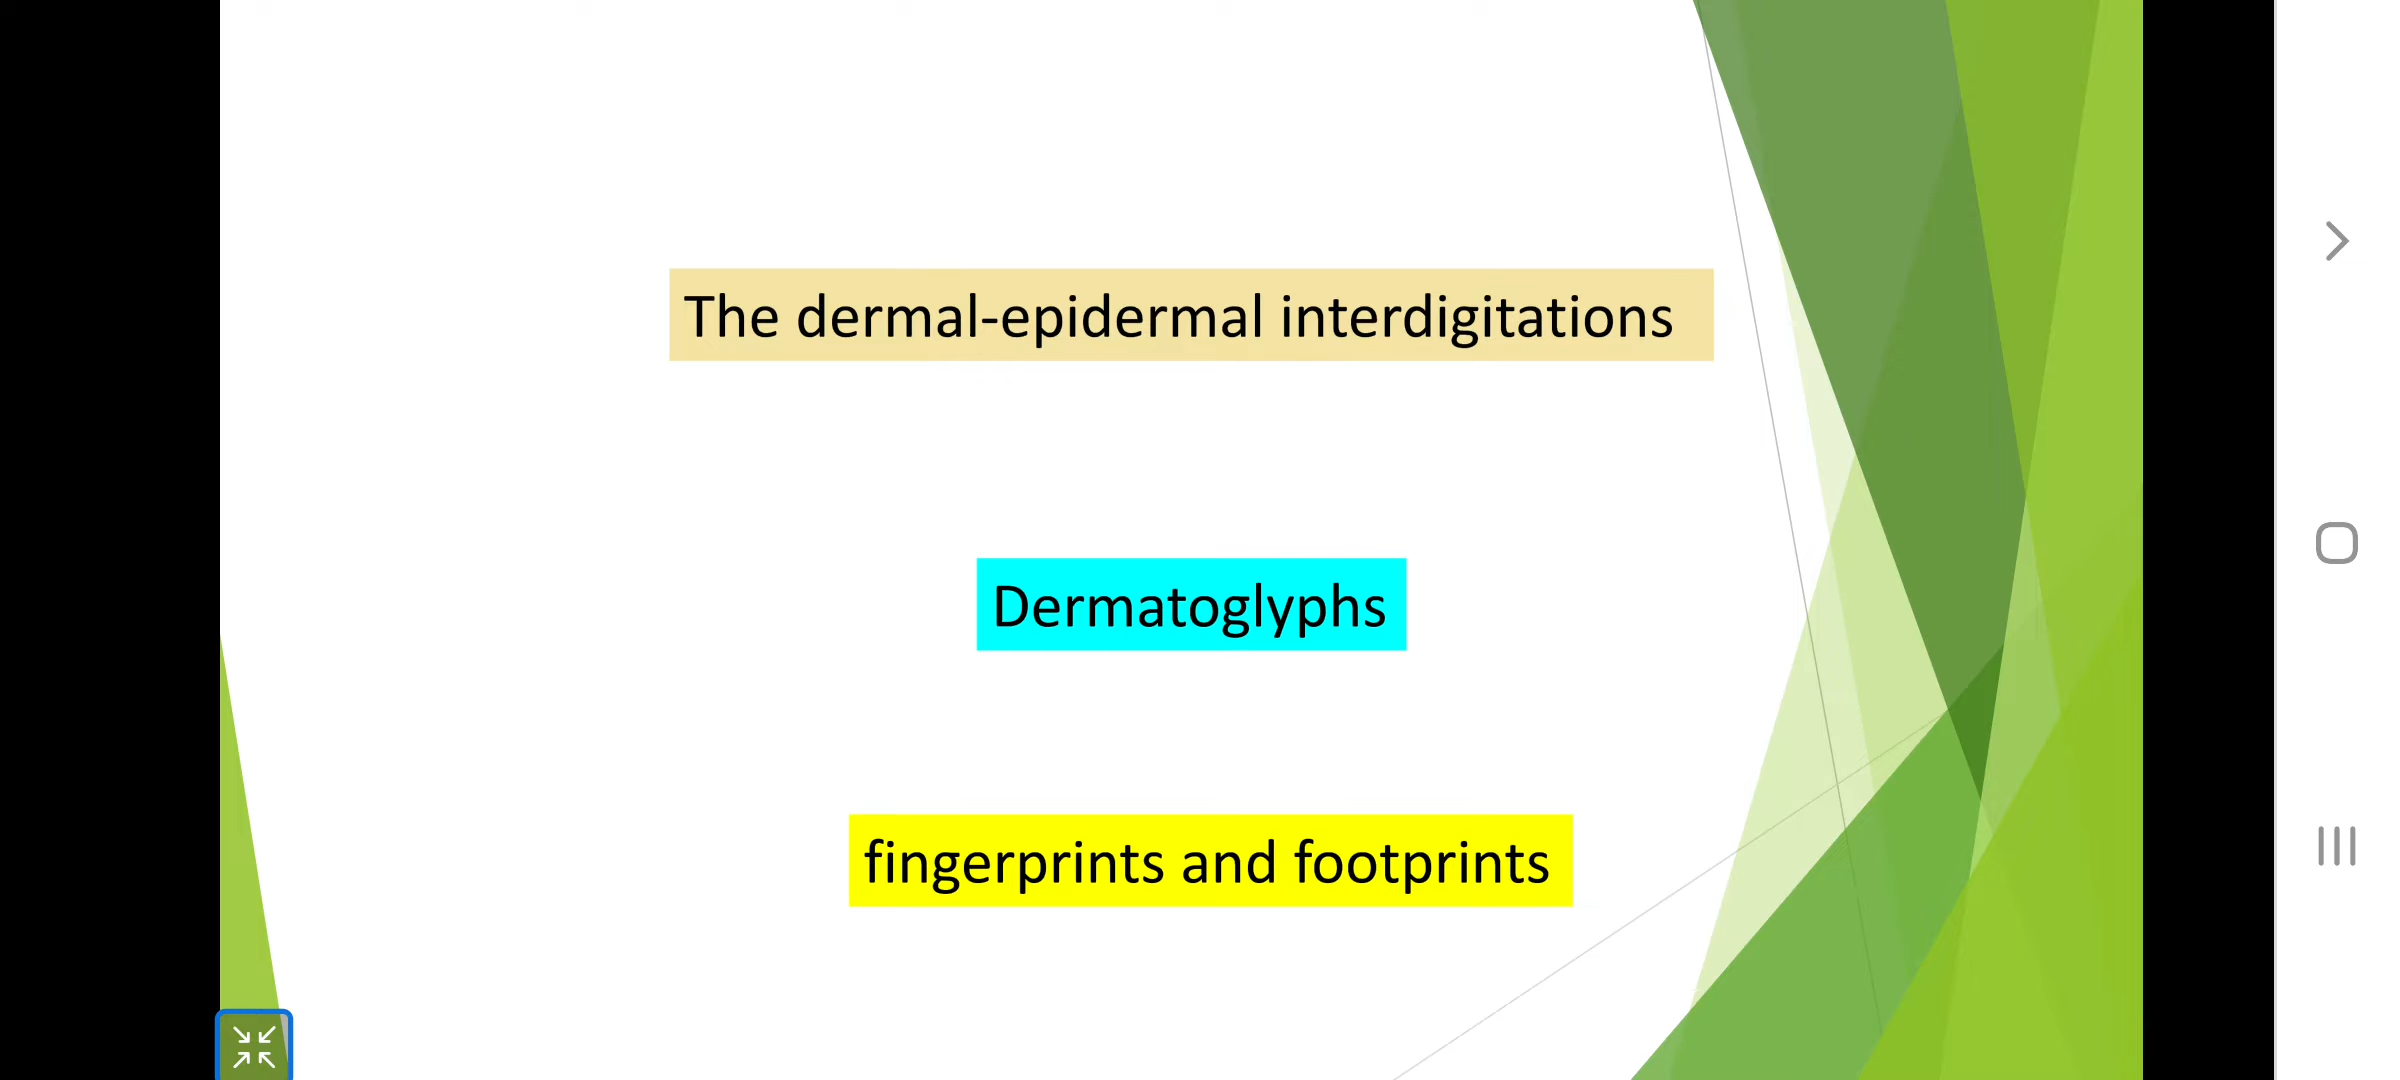 The dermal-epidermal interdigitations
Dermatoglyphs
fingerprints and footprints